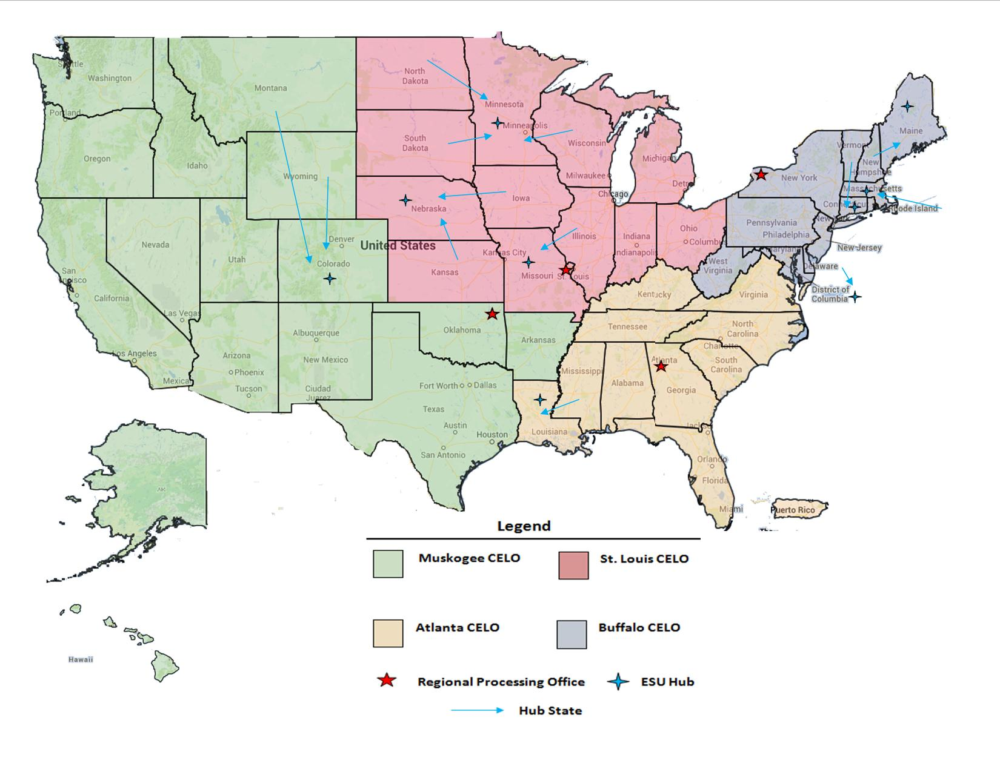 Seattle
Washington
Portland
Oregon
Montana
Idaho
Wyoming
Nevada
Utah
San
Francisco
California
Las Vegas
Los Angeles
Mexicali
Arizona
Phoenix
Tucson
Denver
Colorado
Albuquerque
New Mexico
Ciudad
Juarez
United States
North
Dakota
South
Dakota
Nebraska
Kansas
Minnesota
Minneapolis
Iowa
Kansas City
Missouri
St. Louis
Wisconsin
Milwaukee
Michigan
Detroit
Chicago
Illinois
Indiana
Indianapolis
Ohio
Columbus
Oklahoma
Arkansas
Fort Worth
Dallas
Texas
Austin
Houston
San Antonio
Louisiana
Mississippi
Alabama
Atlanta
Georgia
Tennessee
Kentucky
West
Virginia
Virginia
North
Carolina
Charlotte
South
Carolina
Jacks
Orlando
Florida
Miami
Puerto Rico
Maine
Vermont
New
Hampshire
Massachusetts
Connecticut
Rhode Island
New York
New York
Pennsylvania
Philadelphia
Maryland
New Jersey
Delaware
District of
Columbia
AK
Hawaii
Legend
Muskogee CELO
St. Louis CELO
Atlanta CELO
Buffalo CELO
Regional Processing Office
ESU Hub
Hub State